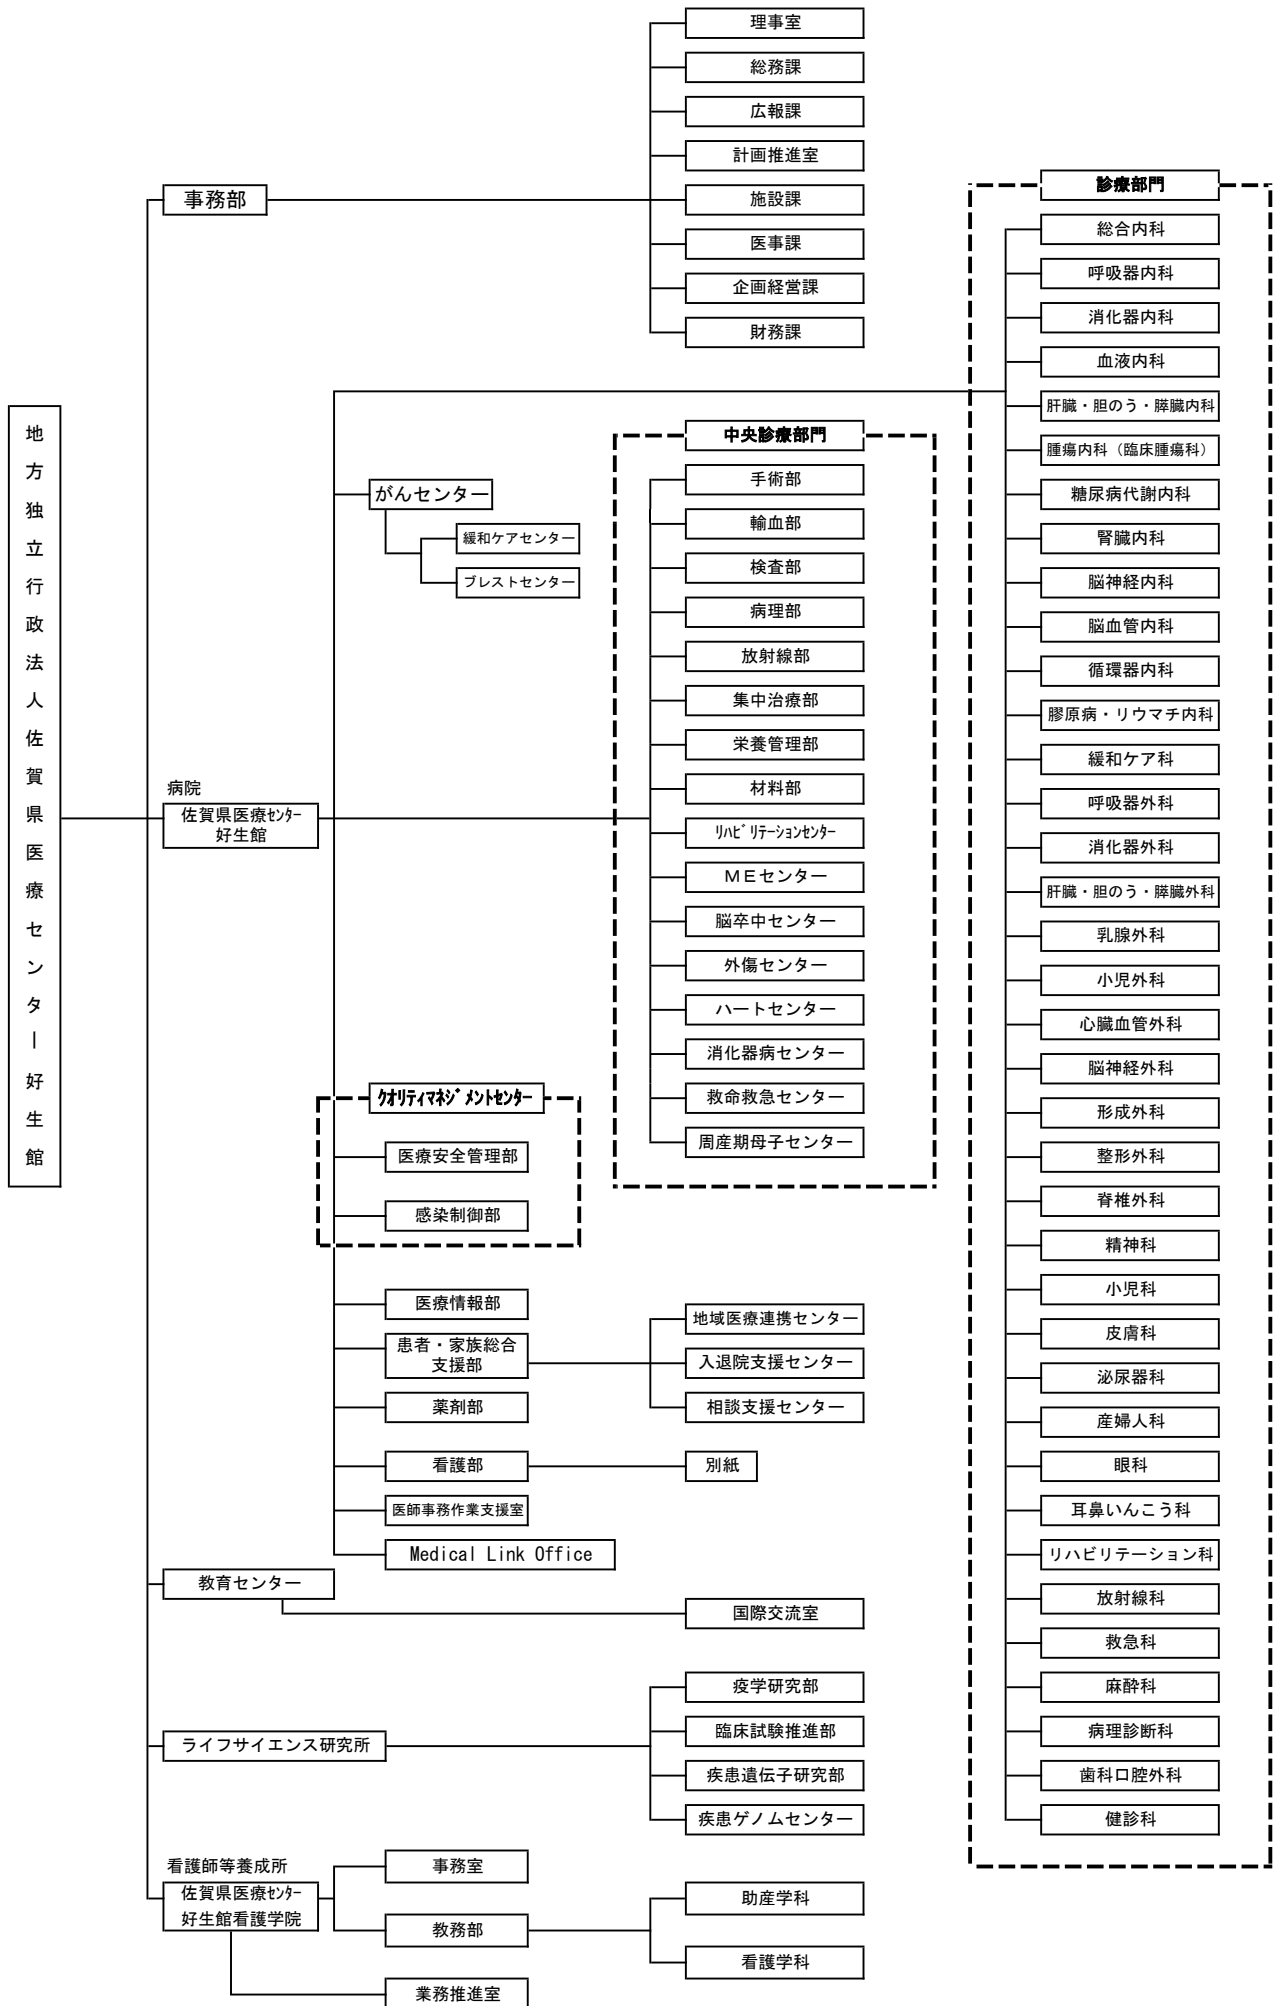 地方独立行政法人佐賀県医療センター好生館
事務部
理事室
総務課
広報課
計画推進室
施設課
医事課
企画経営課
財務課
病院
佐賀県医療ｾﾝﾀｰ
好生館
がんセンター
緩和ケアセンター
ブレストセンター
中央診療部門
手術部
輸血部
検査部
病理部
放射線部
集中治療部
栄養管理部
材料部
ﾘﾊﾋﾞﾘﾃｰｼｮﾝｾﾝﾀｰ
ＭＥセンター
脳卒中センター
外傷センター
ハートセンター
消化器病センター
救命救急センター
周産期母子センター
診療部門
総合内科
呼吸器内科
消化器内科
血液内科
肝臓・胆のう・膵臓内科
腫瘍内科（臨床腫瘍科）
糖尿病代謝内科
腎臓内科
脳神経内科
脳血管内科
循環器内科
膠原病・リウマチ内科
緩和ケア科
呼吸器外科
消化器外科
肝臓・胆のう・膵臓外科
乳腺外科
小児外科
心臓血管外科
脳神経外科
形成外科
整形外科
脊椎外科
精神科
小児科
皮膚科
泌尿器科
産婦人科
眼科
耳鼻いんこう科
リハビリテーション科
放射線科
救急科
麻酔科
病理診断科
歯科口腔外科
健診科
ｸｵﾘﾃｨﾏﾈｼﾞﾒﾝﾄｾﾝﾀｰ
医療安全管理部
感染制御部
医療情報部
患者・家族総合
支援部
地域医療連携センター
入退院支援センター
相談支援センター
薬剤部
看護部
別紙
医師事務作業支援室
Medical Link Office
教育センター
国際交流室
ライフサイエンス研究所
疫学研究部
臨床試験推進部
疾患遺伝子研究部
疾患ゲノムセンター
看護師等養成所
佐賀県医療ｾﾝﾀｰ
好生館看護学院
事務室
教務部
助産学科
看護学科
業務推進室